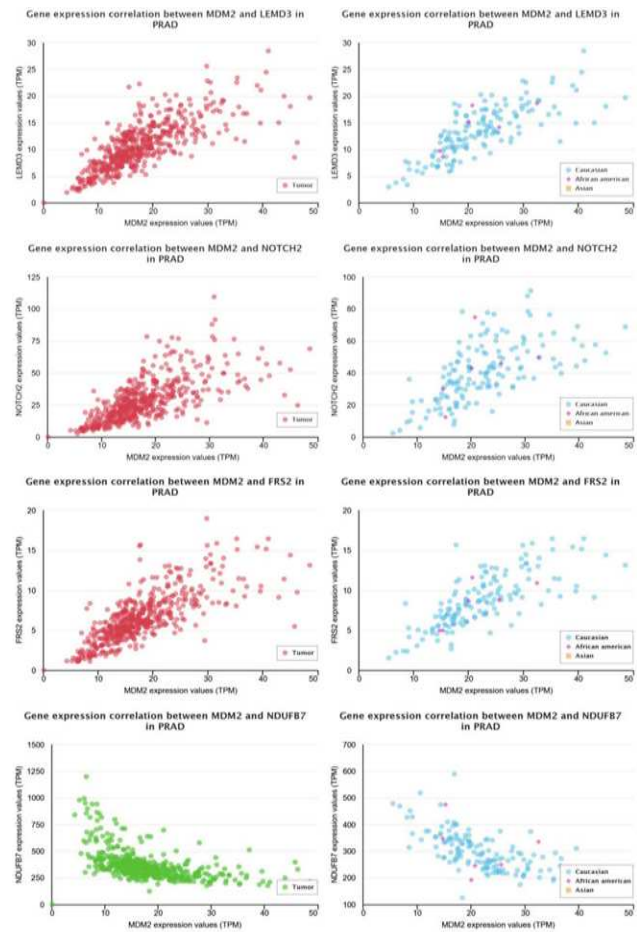 Gene expression correlation between MDM2 and LEMD3 in
PRAD
30
25
20
15
10
5
0
LEMD3 expression values (TPM)
0
10
20
30
40
50
MDM2 expression values (TPM)
Tumor
Gene expression correlation between MDM2 and LEMD3 in
PRAD
30
25
20
15
10
5
0
LEMD3 expression values (TPM)
0
10
20
30
40
50
MDM2 expression values (TPM)
Caucasian
African american
Asian
Gene expression correlation between MDM2 and NOTCH2
in PRAD
125
100
75
50
25
0
NOTCH2 expression values (TPM)
0
10
20
30
40
50
MDM2 expression values (TPM)
Tumor
Gene expression correlation between MDM2 and NOTCH2
in PRAD
100
80
60
40
20
0
NOTCH2 expression values (TPM)
0
10
20
30
40
50
MDM2 expression values (TPM)
Caucasian
African american
Asian
Gene expression correlation between MDM2 and FRS2 in
PRAD
20
15
10
5
0
FRS2 expression values (TPM)
0
10
20
30
40
50
MDM2 expression values (TPM)
Tumor
Gene expression correlation between MDM2 and FRS2 in
PRAD
20
15
10
5
0
FRS2 expression values (TPM)
0
10
20
30
40
50
MDM2 expression values (TPM)
Caucasian
African american
Asian
Gene expression correlation between MDM2 and NDUFB7
in PRAD
1500
1250
1000
750
500
250
0
NDUFB7 expression values (TPM)
0
10
20
30
40
50
MDM2 expression values (TPM)
Tumor
Gene expression correlation between MDM2 and NDUFB7
in PRAD
700
600
500
400
300
200
100
NDUFB7 expression values (TPM)
0
10
20
30
40
50
MDM2 expression values (TPM)
Caucasian
African american
Asian